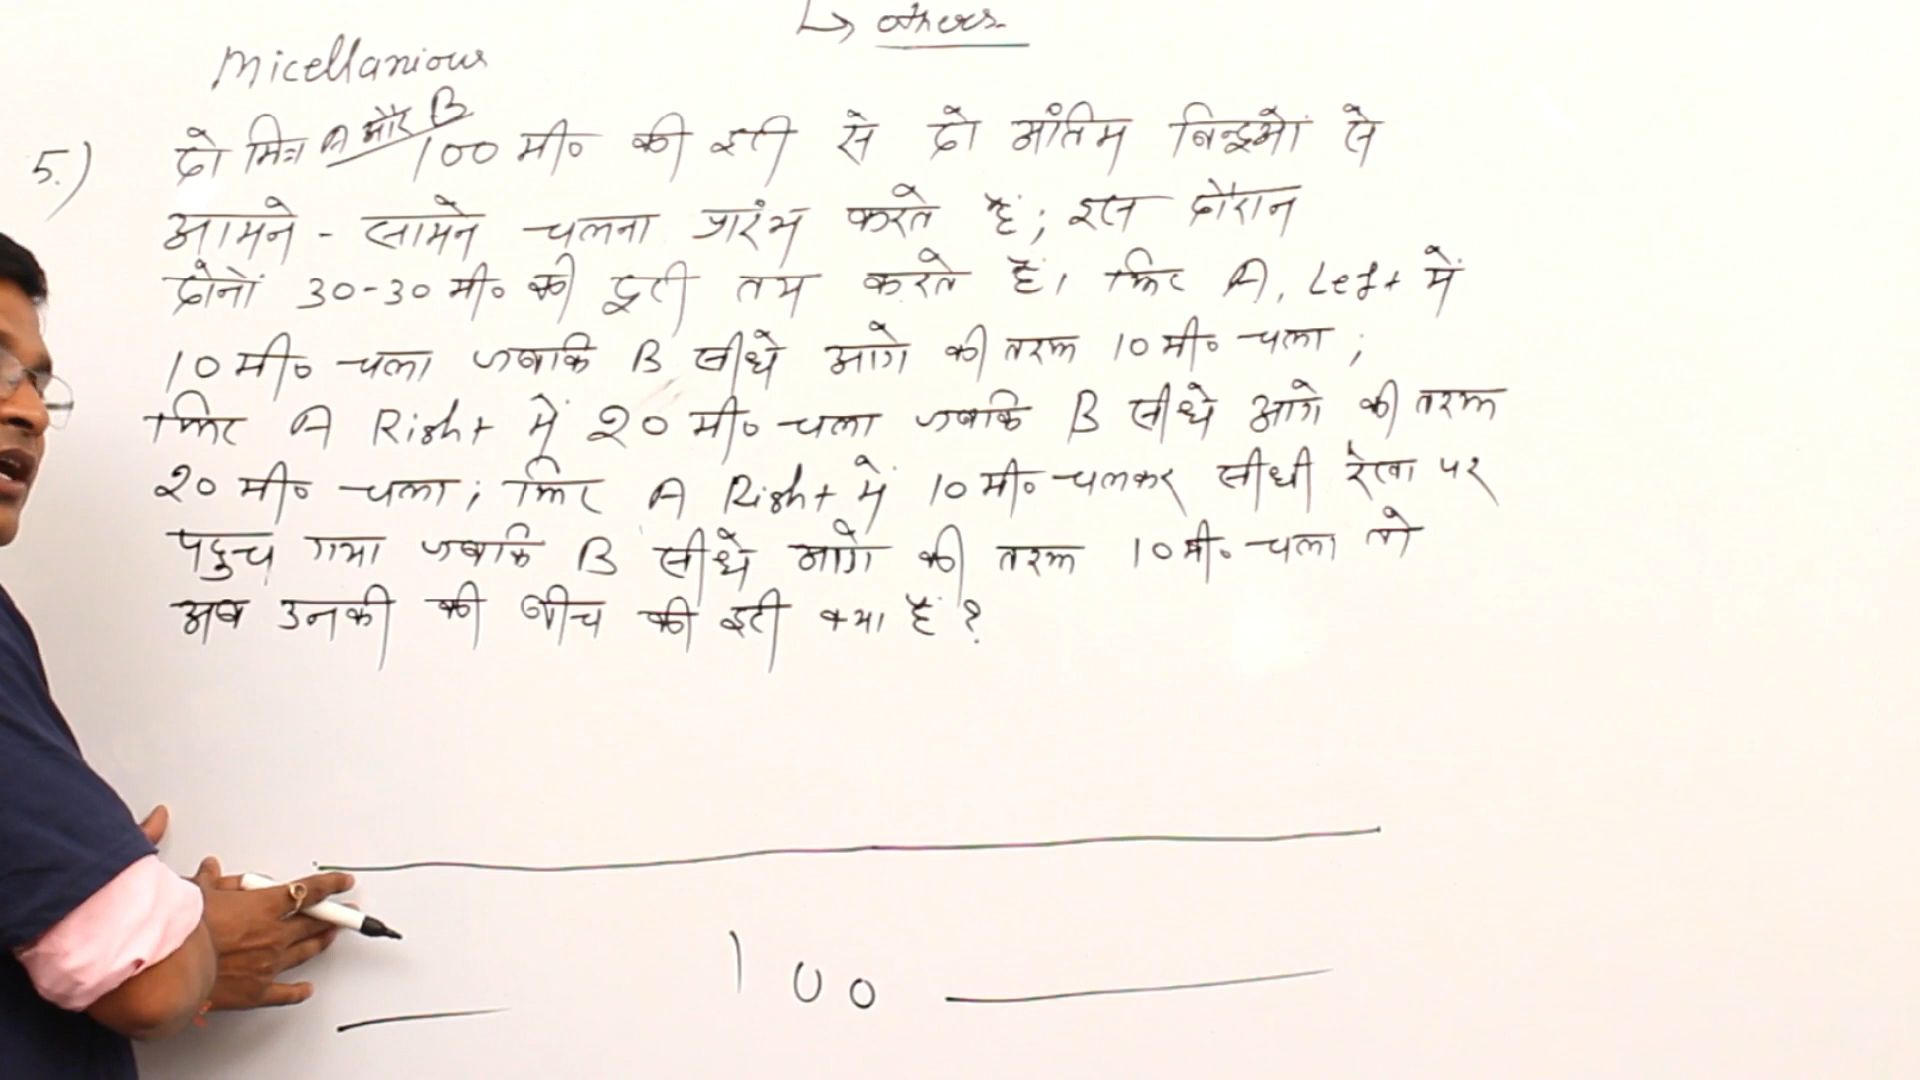 ↳ others
Micellanious
5.) दो मित्र A और B 100 मी० की दूरी से दो अंतिम बिन्दुओं से
आमने - सामने चलना प्रारंभ करते हैं; इस दौरान
दोनों 30-30 मी० की दूरी तय करते हैं। फिर A, Left में
10 मी० चला जबकि B सीधे आगे की तरफ 10 मी० चला ;
फिर A Right में 20 मी० चला जबकि B सीधे आगे की तरफ
20 मी० चला ; फिर A Right में 10 मी० चलकर सीधी रेखा पर
पहुच गया जबकि B सीधे आगे की तरफ 10 मी० चला तो
अब उनकी की बीच की दूरी क्या है ?
100